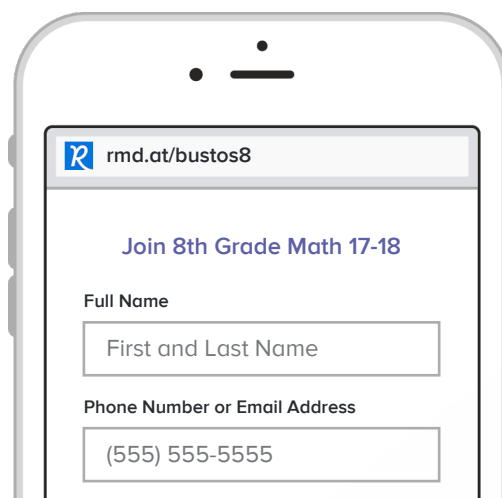 rmd.at/bustos8
Join 8th Grade Math 17-18
Full Name
First and Last Name
Phone Number or Email Address
(555) 555-5555